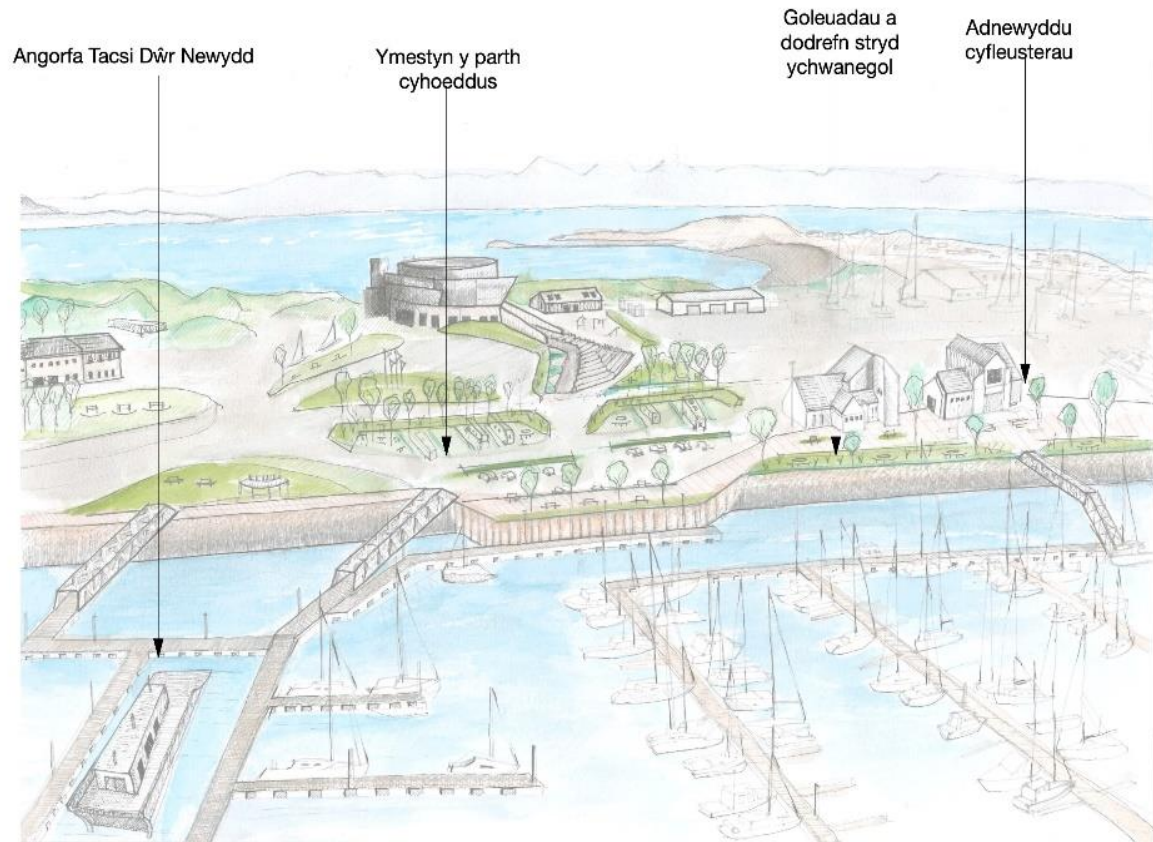 Angorfa Tacsi Dŵr Newydd
Ymestyn y parth
cyhoeddus
Goleuadau a
dodrefn stryd
ychwanegol
Adnewyddu
cyfleusterau